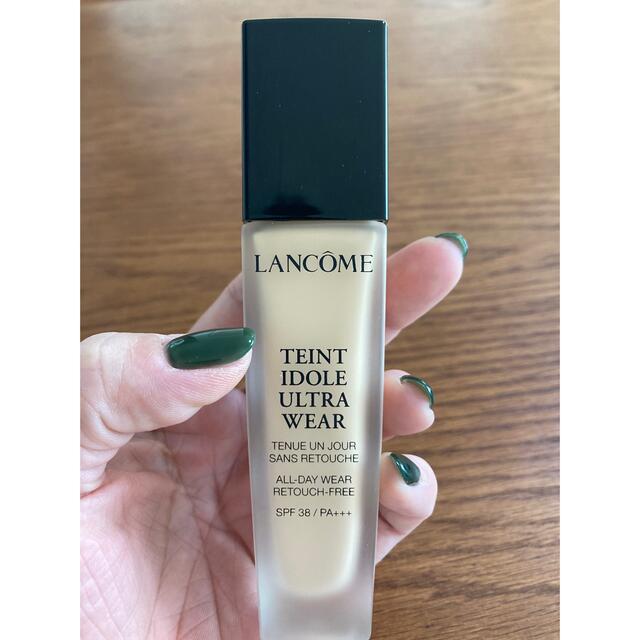 LANCÔME
TEINT
IDOLE
ULTRA
WEAR
TENUE UN JOUR
SANS RETOUCHE
ALL-DAY WEAR
RETOUCH-FREE
SPF 38 / PA+++